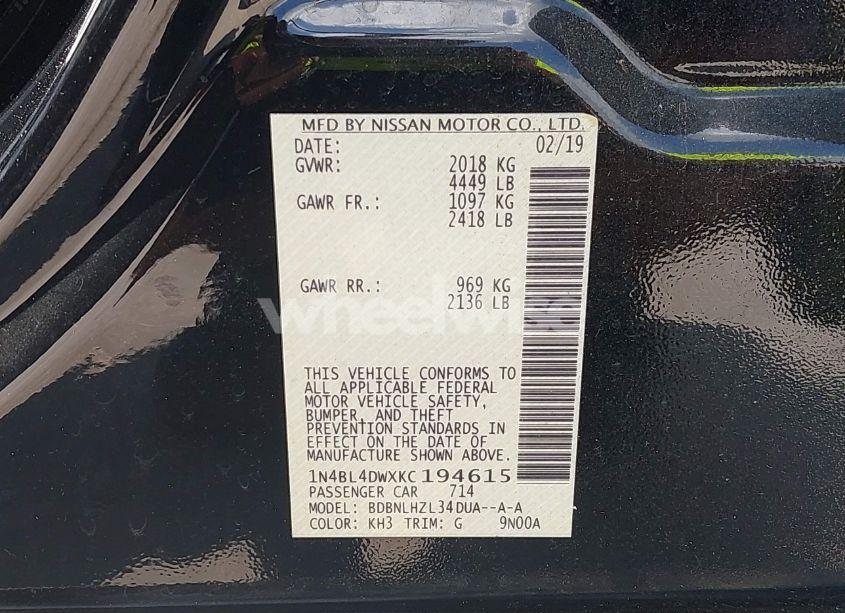 MFD BY NISSAN MOTOR CO., LTD.
DATE: 02/19
GVWR: 2018 KG
4449 LB
GAWR FR.: 1097 KG
2418 LB
GAWR RR.: 969 KG
2136 LB
wheelwise
THIS VEHICLE CONFORMS TO
ALL APPLICABLE FEDERAL
MOTOR VEHICLE SAFETY,
BUMPER, AND THEFT
PREVENTION STANDARDS IN
EFFECT ON THE DATE OF
MANUFACTURE SHOWN ABOVE.
1N4BL4DWXKC194615
PASSENGER CAR 714
MODEL: BDBNLHZL34DUA--A-A
COLOR: KH3 TRIM: G 9N00A